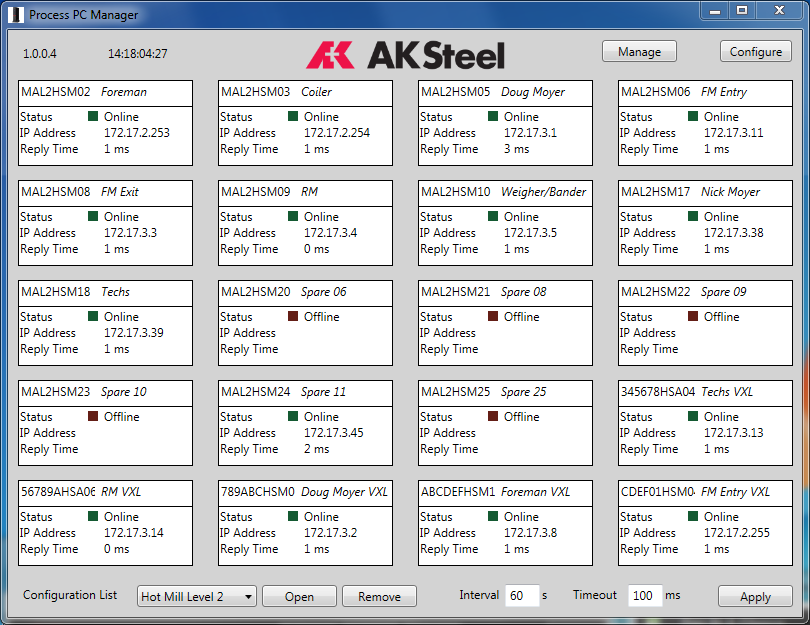 Process PC Manager
1.0.0.4 14:18:04:27 AK Steel Manage Configure
MAL2HSM02 Foreman
Status Online
IP Address 172.17.2.253
Reply Time 1 ms
MAL2HSM03 Coiler
Status Online
IP Address 172.17.2.254
Reply Time 1 ms
MAL2HSM05 Doug Moyer
Status Online
IP Address 172.17.3.1
Reply Time 3 ms
MAL2HSM06 FM Entry
Status Online
IP Address 172.17.3.11
Reply Time 1 ms
MAL2HSM08 FM Exit
Status Online
IP Address 172.17.3.3
Reply Time 1 ms
MAL2HSM09 RM
Status Online
IP Address 172.17.3.4
Reply Time 0 ms
MAL2HSM10 Weigher/Bander
Status Online
IP Address 172.17.3.5
Reply Time 1 ms
MAL2HSM17 Nick Moyer
Status Online
IP Address 172.17.3.38
Reply Time 1 ms
MAL2HSM18 Techs
Status Online
IP Address 172.17.3.39
Reply Time 1 ms
MAL2HSM20 Spare 06
Status Offline
IP Address
Reply Time
MAL2HSM21 Spare 08
Status Offline
IP Address
Reply Time
MAL2HSM22 Spare 09
Status Offline
IP Address
Reply Time
MAL2HSM23 Spare 10
Status Offline
IP Address
Reply Time
MAL2HSM24 Spare 11
Status Online
IP Address 172.17.3.45
Reply Time 2 ms
MAL2HSM25 Spare 25
Status Offline
IP Address
Reply Time
345678HSA04 Techs VXL
Status Online
IP Address 172.17.3.13
Reply Time 1 ms
56789AHSA06 RM VXL
Status Online
IP Address 172.17.3.14
Reply Time 0 ms
789ABCHSM0 Doug Moyer VXL
Status Online
IP Address 172.17.3.2
Reply Time 1 ms
ABCDEFHSM1 Foreman VXL
Status Online
IP Address 172.17.3.8
Reply Time 1 ms
CDEF01HSM0 FM Entry VXL
Status Online
IP Address 172.17.2.255
Reply Time 1 ms
Configuration List Hot Mill Level 2 Open Remove Interval 60 s Timeout 100 ms Apply